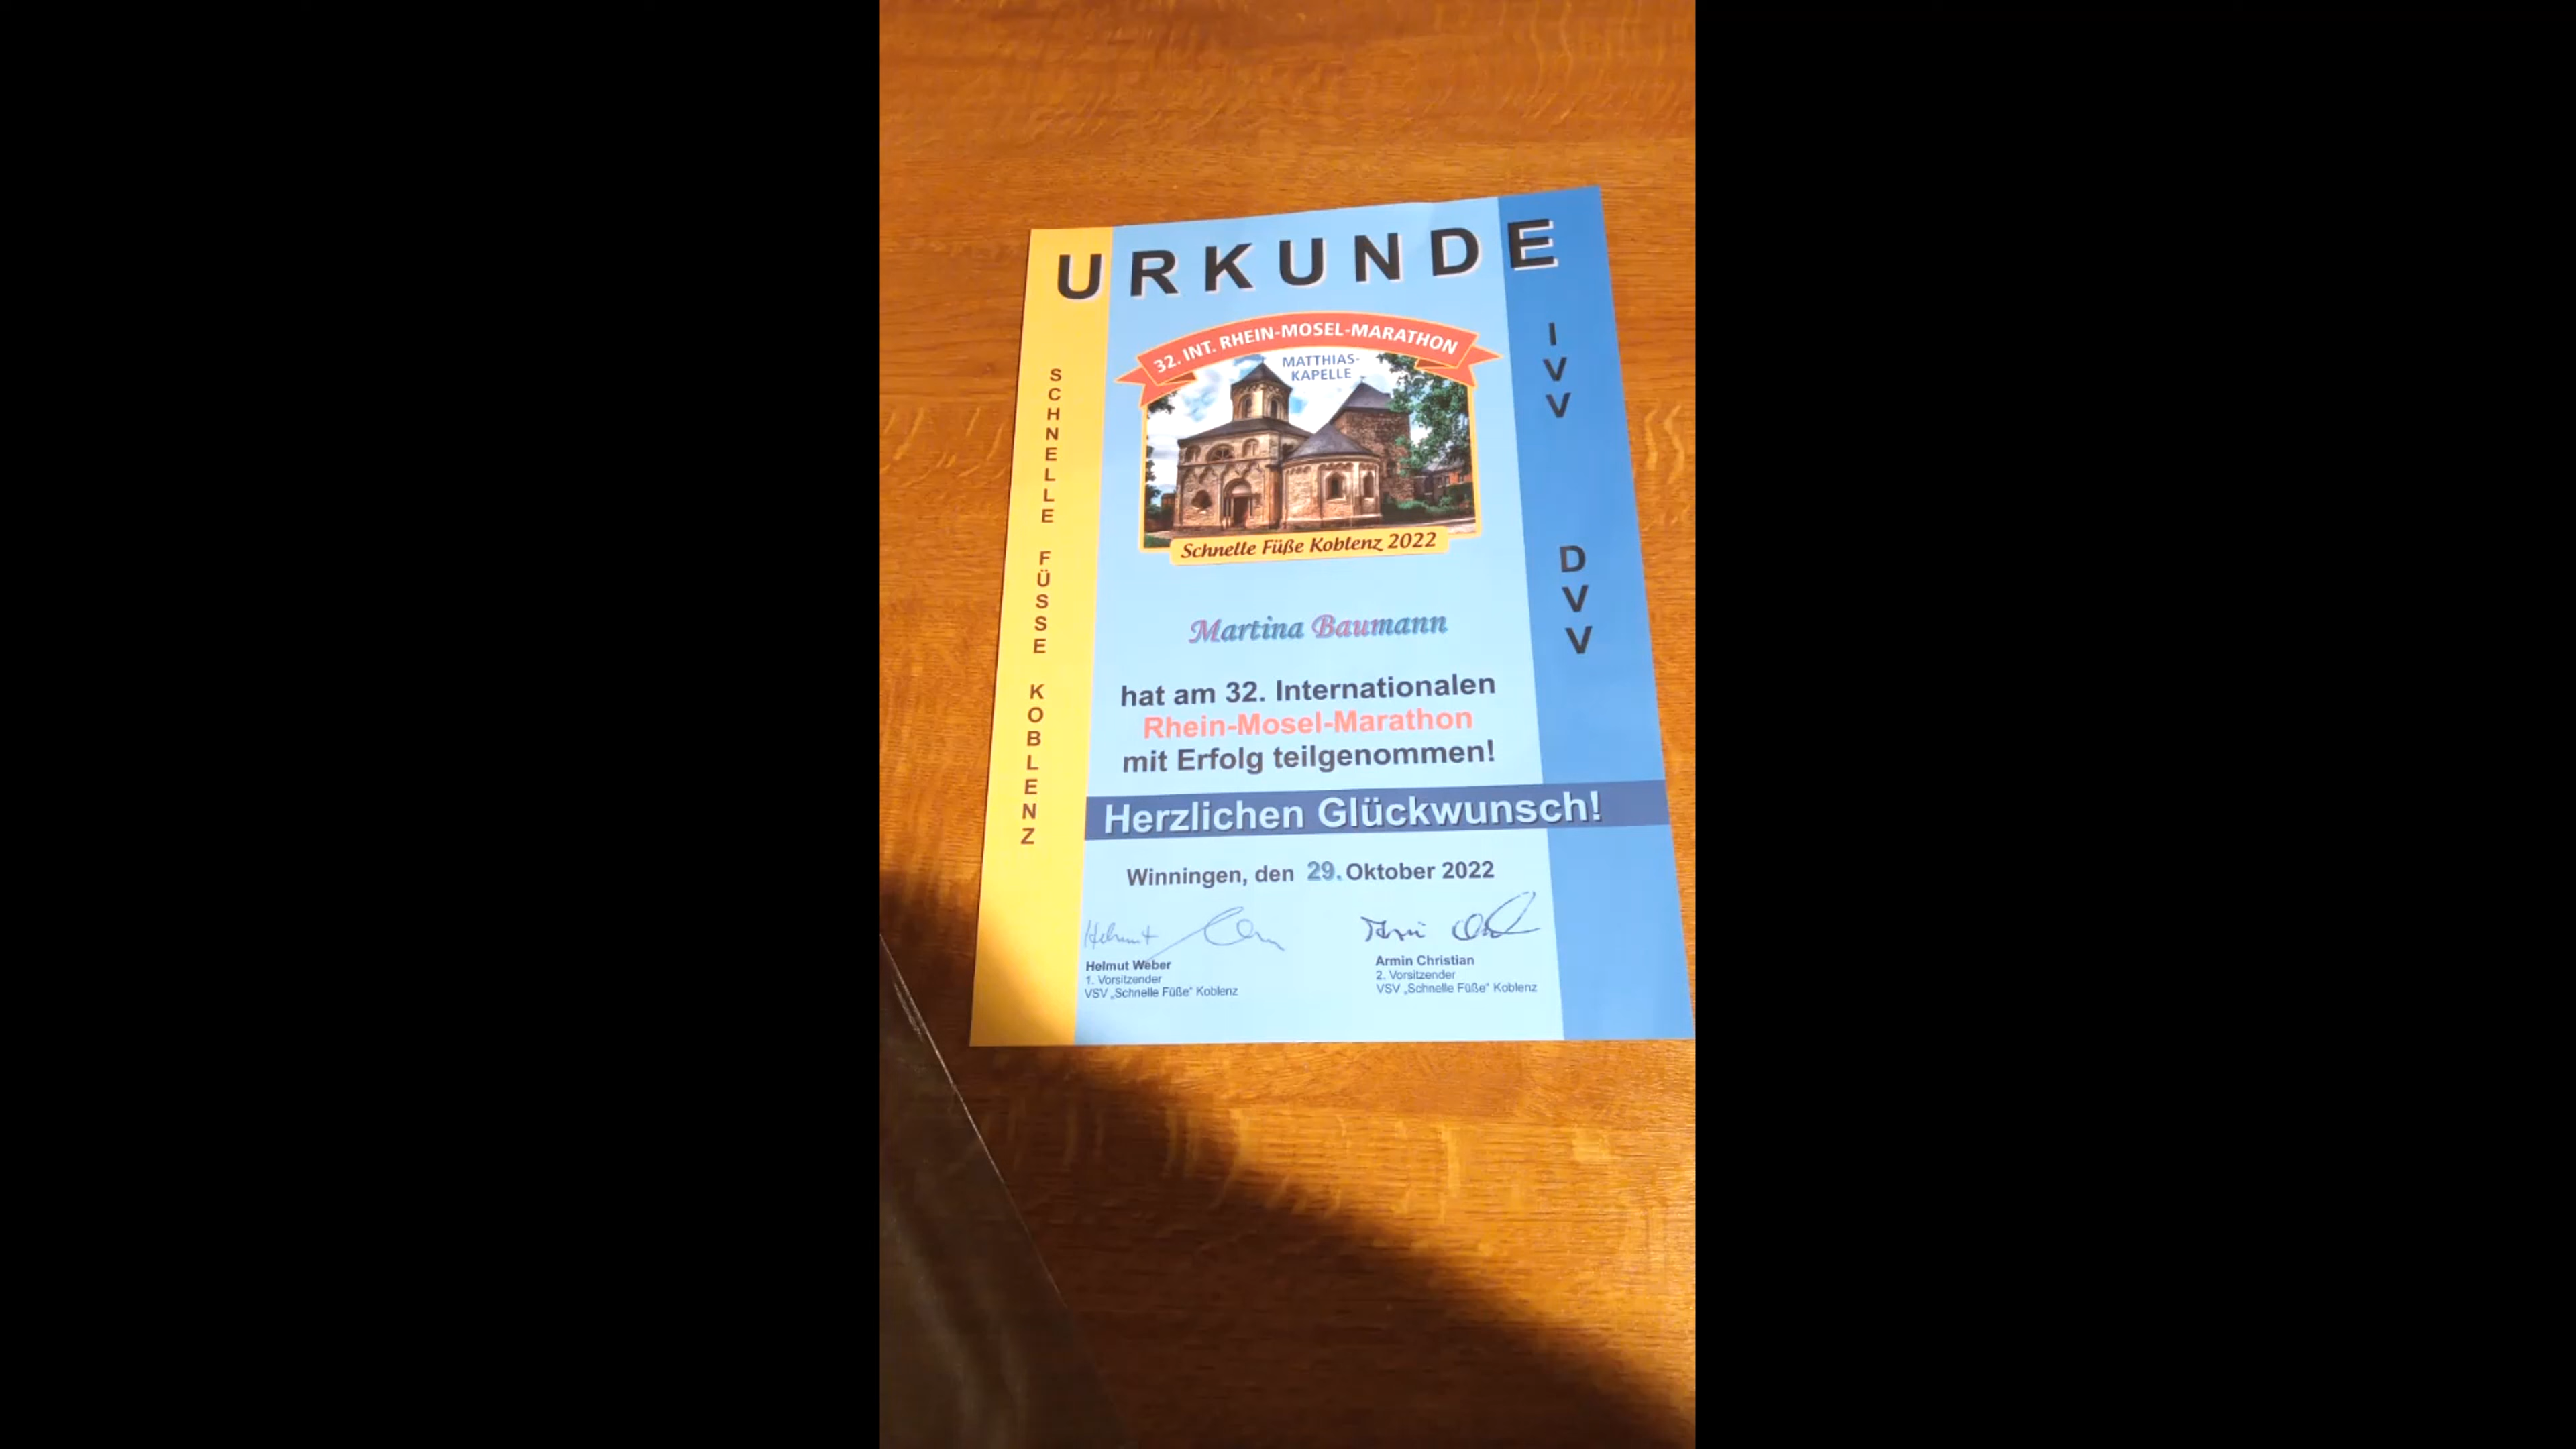 URKUNDE
32. INT. RHEIN-MOSEL-MARATHON
MATTHIAS-
KAPELLE
Schnelle Füße Koblenz 2022
SCHNELLE FÜSSE KOBLENZ
IVV
DVV
Martina Baumann
hat am 32. Internationalen
Rhein-Mosel-Marathon
mit Erfolg teilgenommen!
Herzlichen Glückwunsch!
Winningen, den 29. Oktober 2022
Helmut
Helmut Weber
1. Vorsitzender
VSV „Schnelle Füße" Koblenz
Armin Christian
2. Vorsitzender
VSV „Schnelle Füße" Koblenz